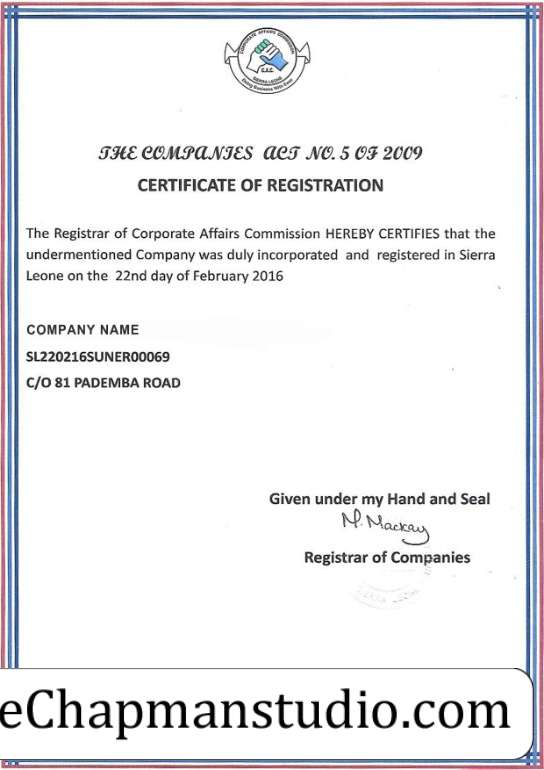 CORPORATE AFFAIRS COMMISSION
C.A.C.
SIERRA LEONE
Doing Business With Ease
THE COMPANIES ACT NO. 5 OF 2009
CERTIFICATE OF REGISTRATION
The Registrar of Corporate Affairs Commission HEREBY CERTIFIES that the
undermentioned Company was duly incorporated and registered in Sierra
Leone on the 22nd day of February 2016
COMPANY NAME
SL220216SUNER00069
C/O 81 PADEMBA ROAD
Given under my Hand and Seal
M. Mackay
Registrar of Companies
eChapmanstudio.com